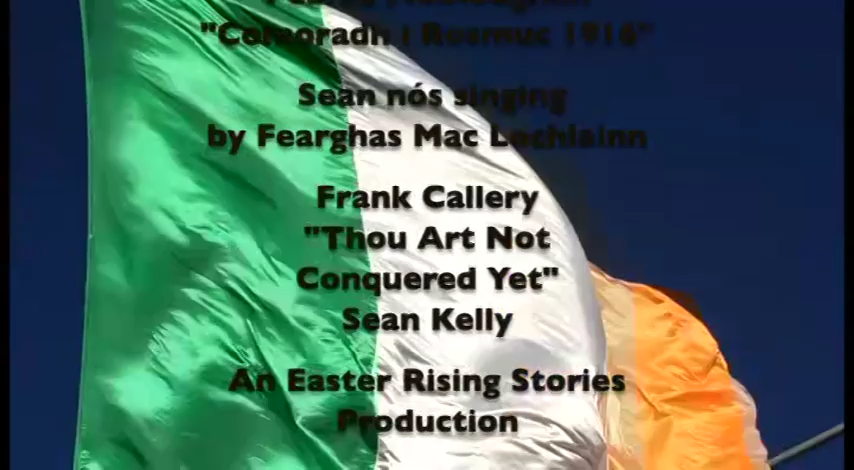 "Comoradh i Rosmuc 1916"
Sean nós singing
by Fearghas Mac Lochlainn
Frank Callery
"Thou Art Not
Conquered Yet"
Sean Kelly
An Easter Rising Stories
Production